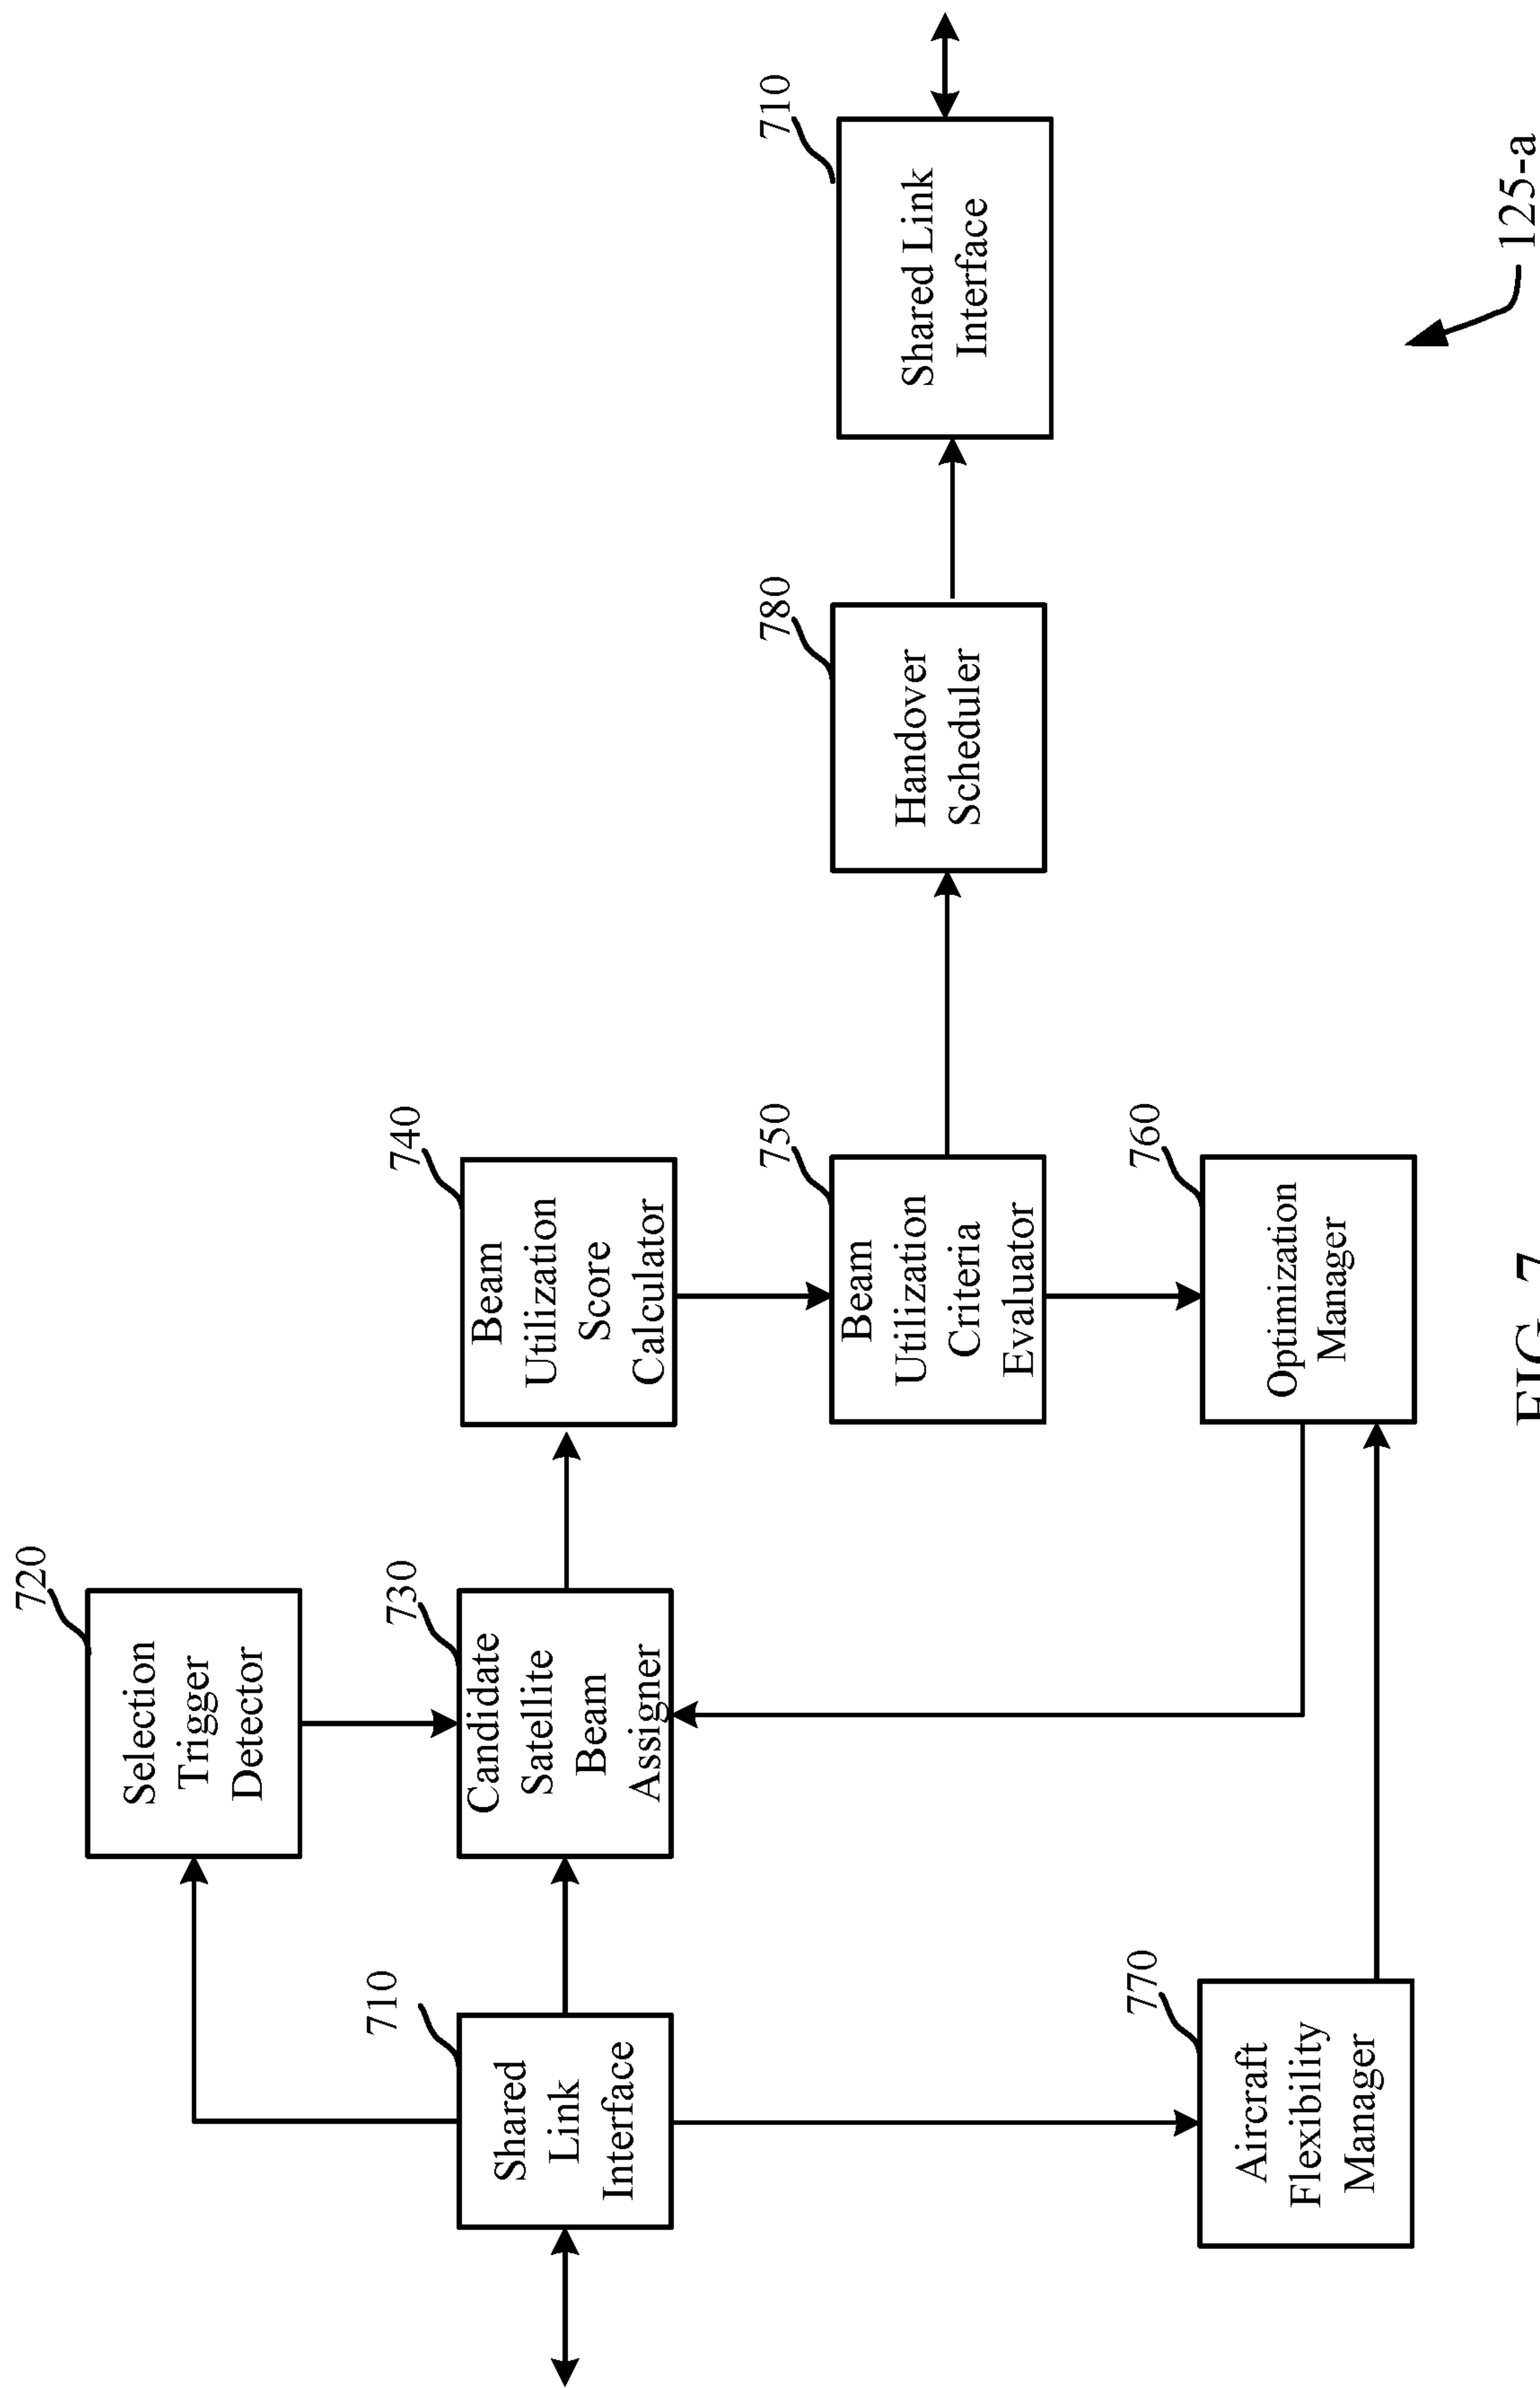 720
Selection
Trigger
Detector
710
Shared
Link
Interface
730
Candidate
Satellite
Beam
Assigner
740
Beam
Utilization
Score
Calculator
750
Beam
Utilization
Criteria
Evaluator
780
Handover
Scheduler
710
Shared Link
Interface
770
Aircraft
Flexibility
Manager
760
Optimization
Manager
125-a
FIG. 7